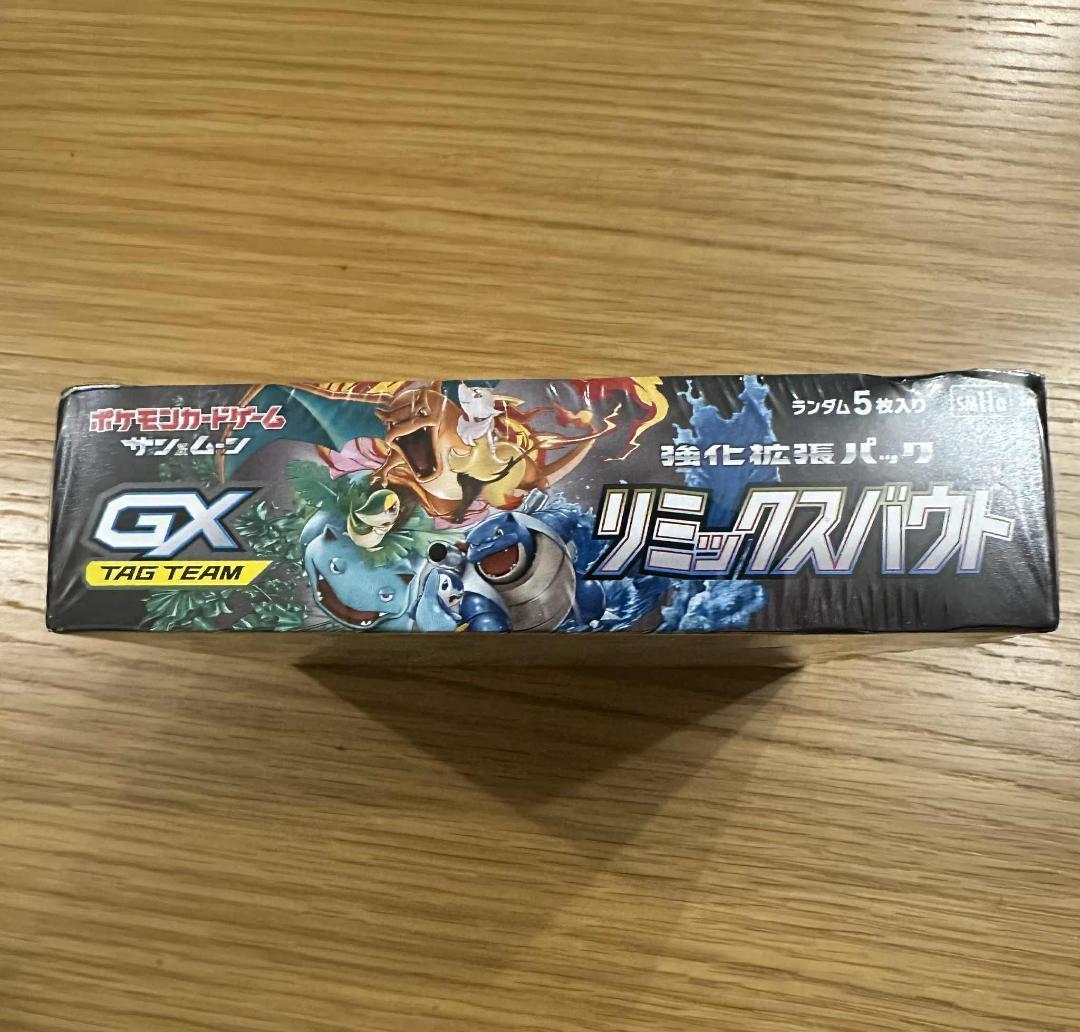 ポケモンカードゲーム
サン&ムーン
GX
TAG TEAM
ランダム5枚入り
SM11a
強化拡張パック
リミックスバウト